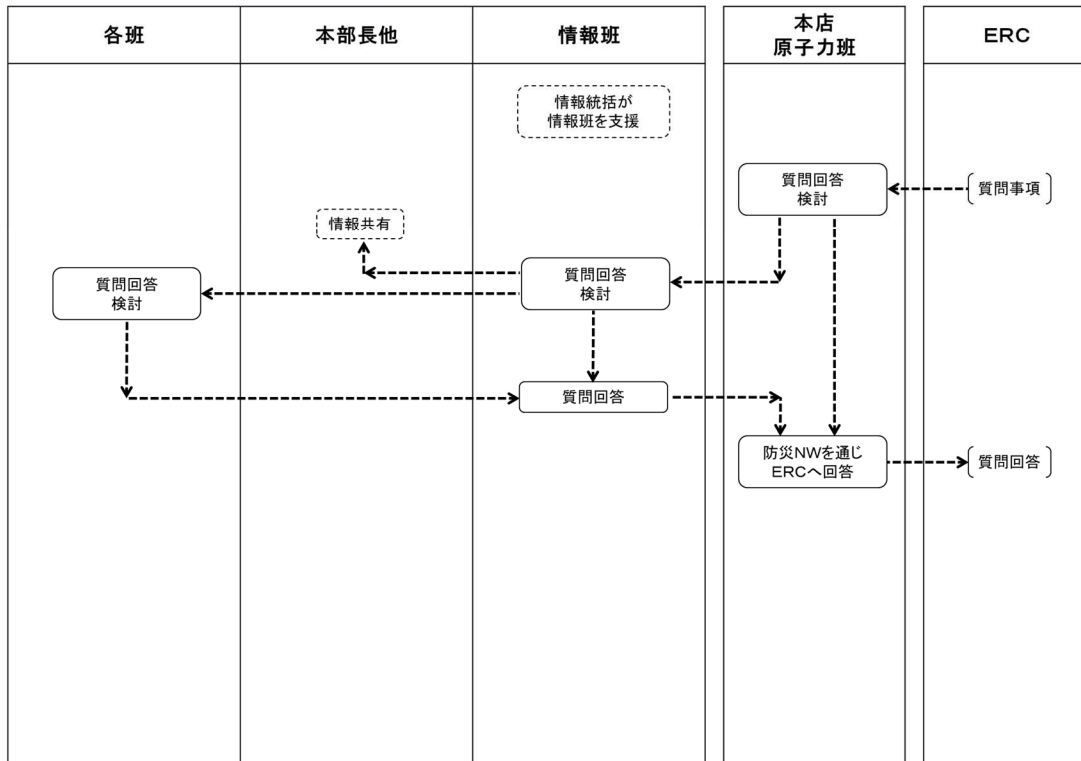 各班
本部長他
情報班
本店
原子力班
ERC
情報統括が
情報班を支援
質問回答
検討
質問事項
情報共有
質問回答
検討
質問回答
検討
質問回答
防災NWを通じ
ERCへ回答
質問回答